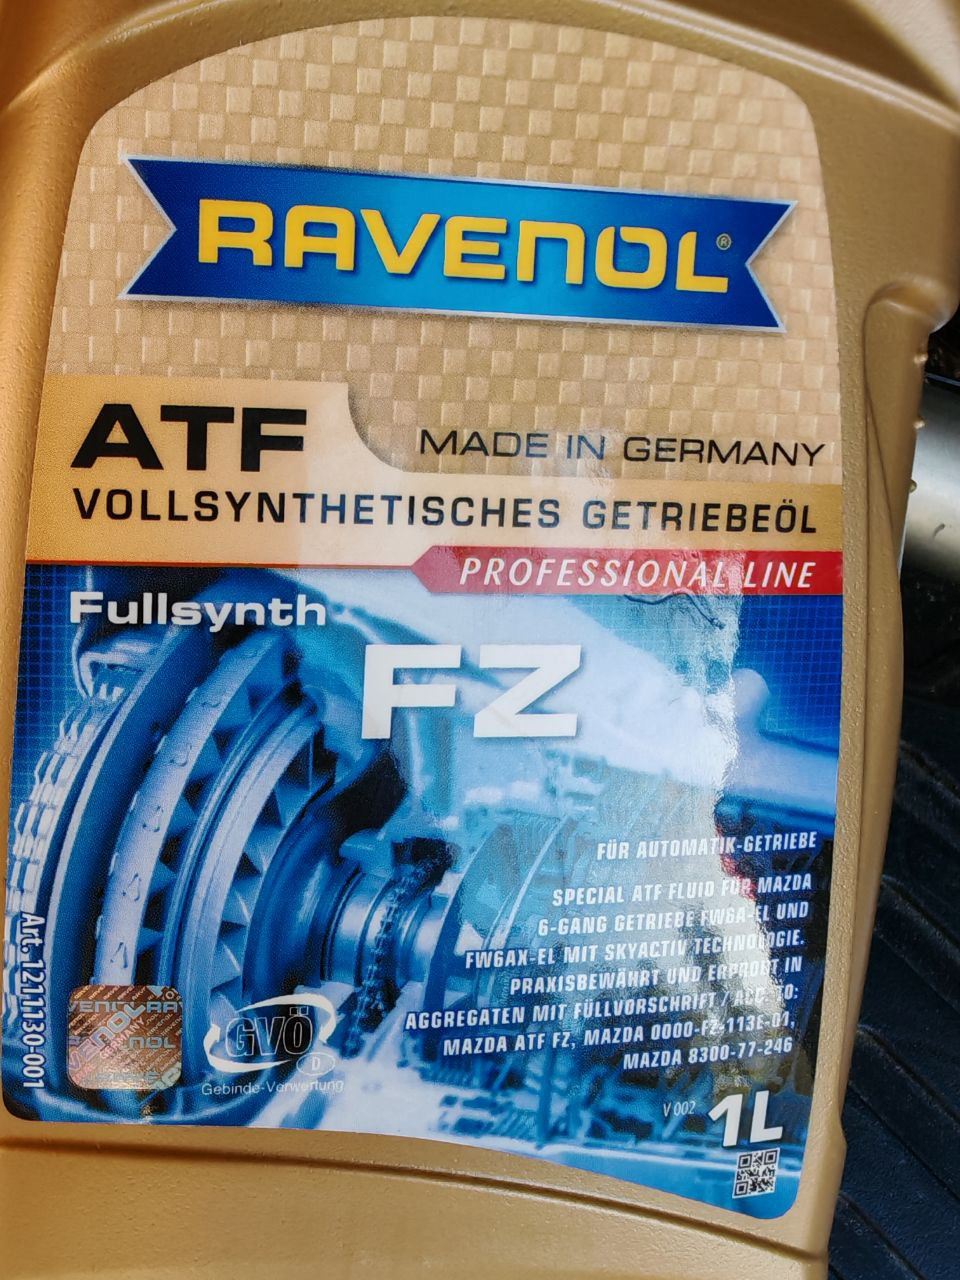 RAVENOL®
ATF
MADE IN GERMANY
VOLLSYNTHETISCHES GETRIEBEÖL
PROFESSIONAL LINE
Fullsynth
FZ
FÜR AUTOMATIK-GETRIEBE
SPECIAL ATF FLUID FÜR MAZDA
6-GANG GETRIEBE FW6A-EL UND
FW6AX-EL MIT SKYACTIV TECHNOLOGIE.
PRAXISBEWÄHRT UND ERPROBT IN
AGGREGATEN MIT FÜLLVORSCHRIFT / ACC. TO:
MAZDA ATF FZ, MAZDA 0000-FZ-113E-01,
MAZDA 8300-77-246
Art. 1211130-001
GVÖ
D
Gebinde-Verwertung
V 002
1L